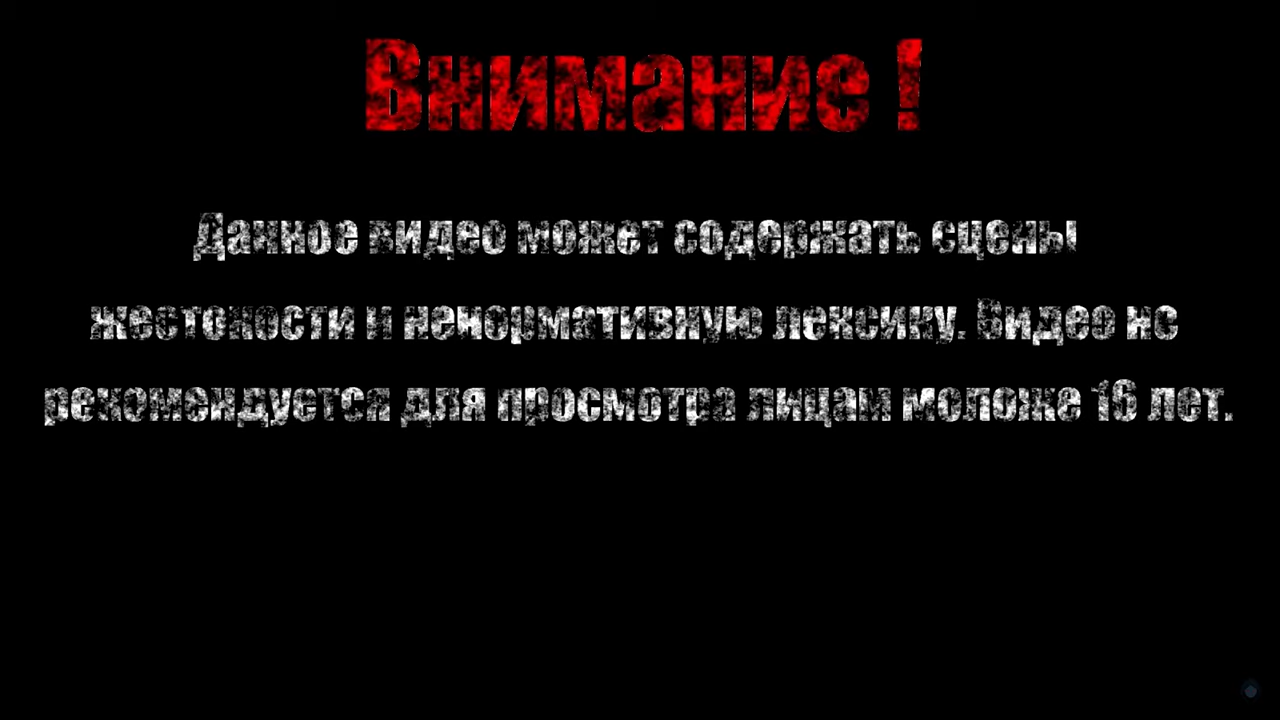 Внимание !
Данное видео может содержать сцены
жестокости и ненормативную лексику. Видео не
рекомендуется для просмотра лицам моложе 16 лет.